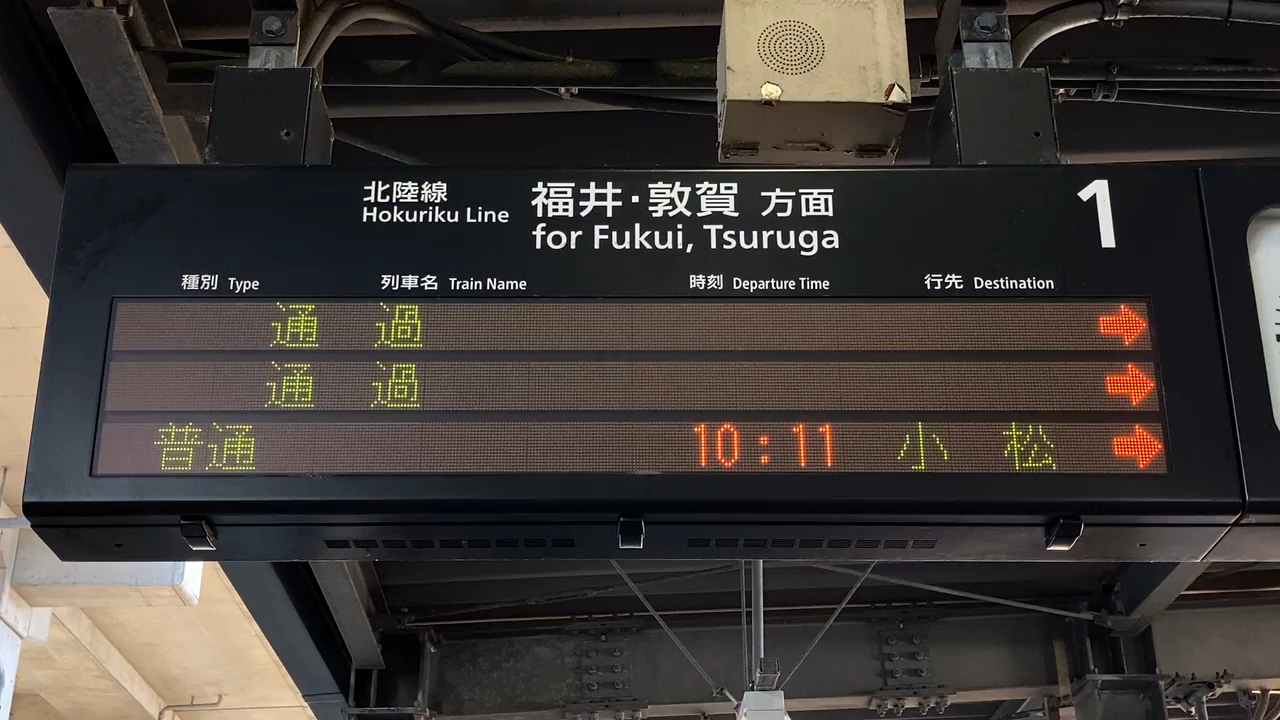 北陸線 福井・敦賀 方面 1
Hokuriku Line for Fukui, Tsuruga
種別 Type 列車名 Train Name 時刻 Departure Time 行先 Destination
通過 →
通過 →
普通 10:11 小松 →